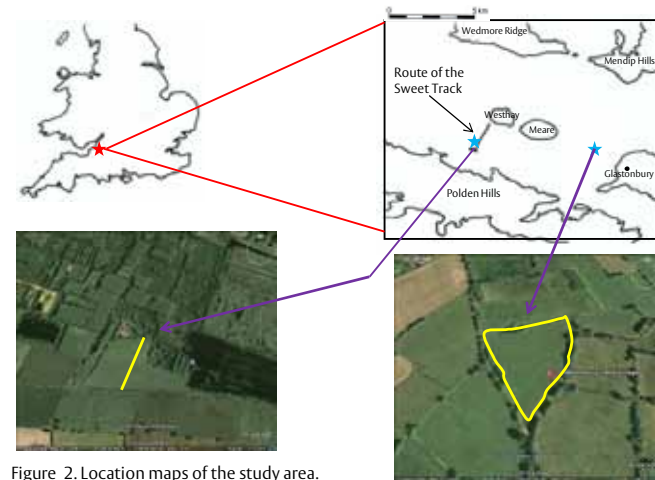 5 km
Wedmore Ridge
Mendip Hills
Route of the
Sweet Track
Westhay
Meare
Glastonbury
Polden Hills
Figure 2. Location maps of the study area.